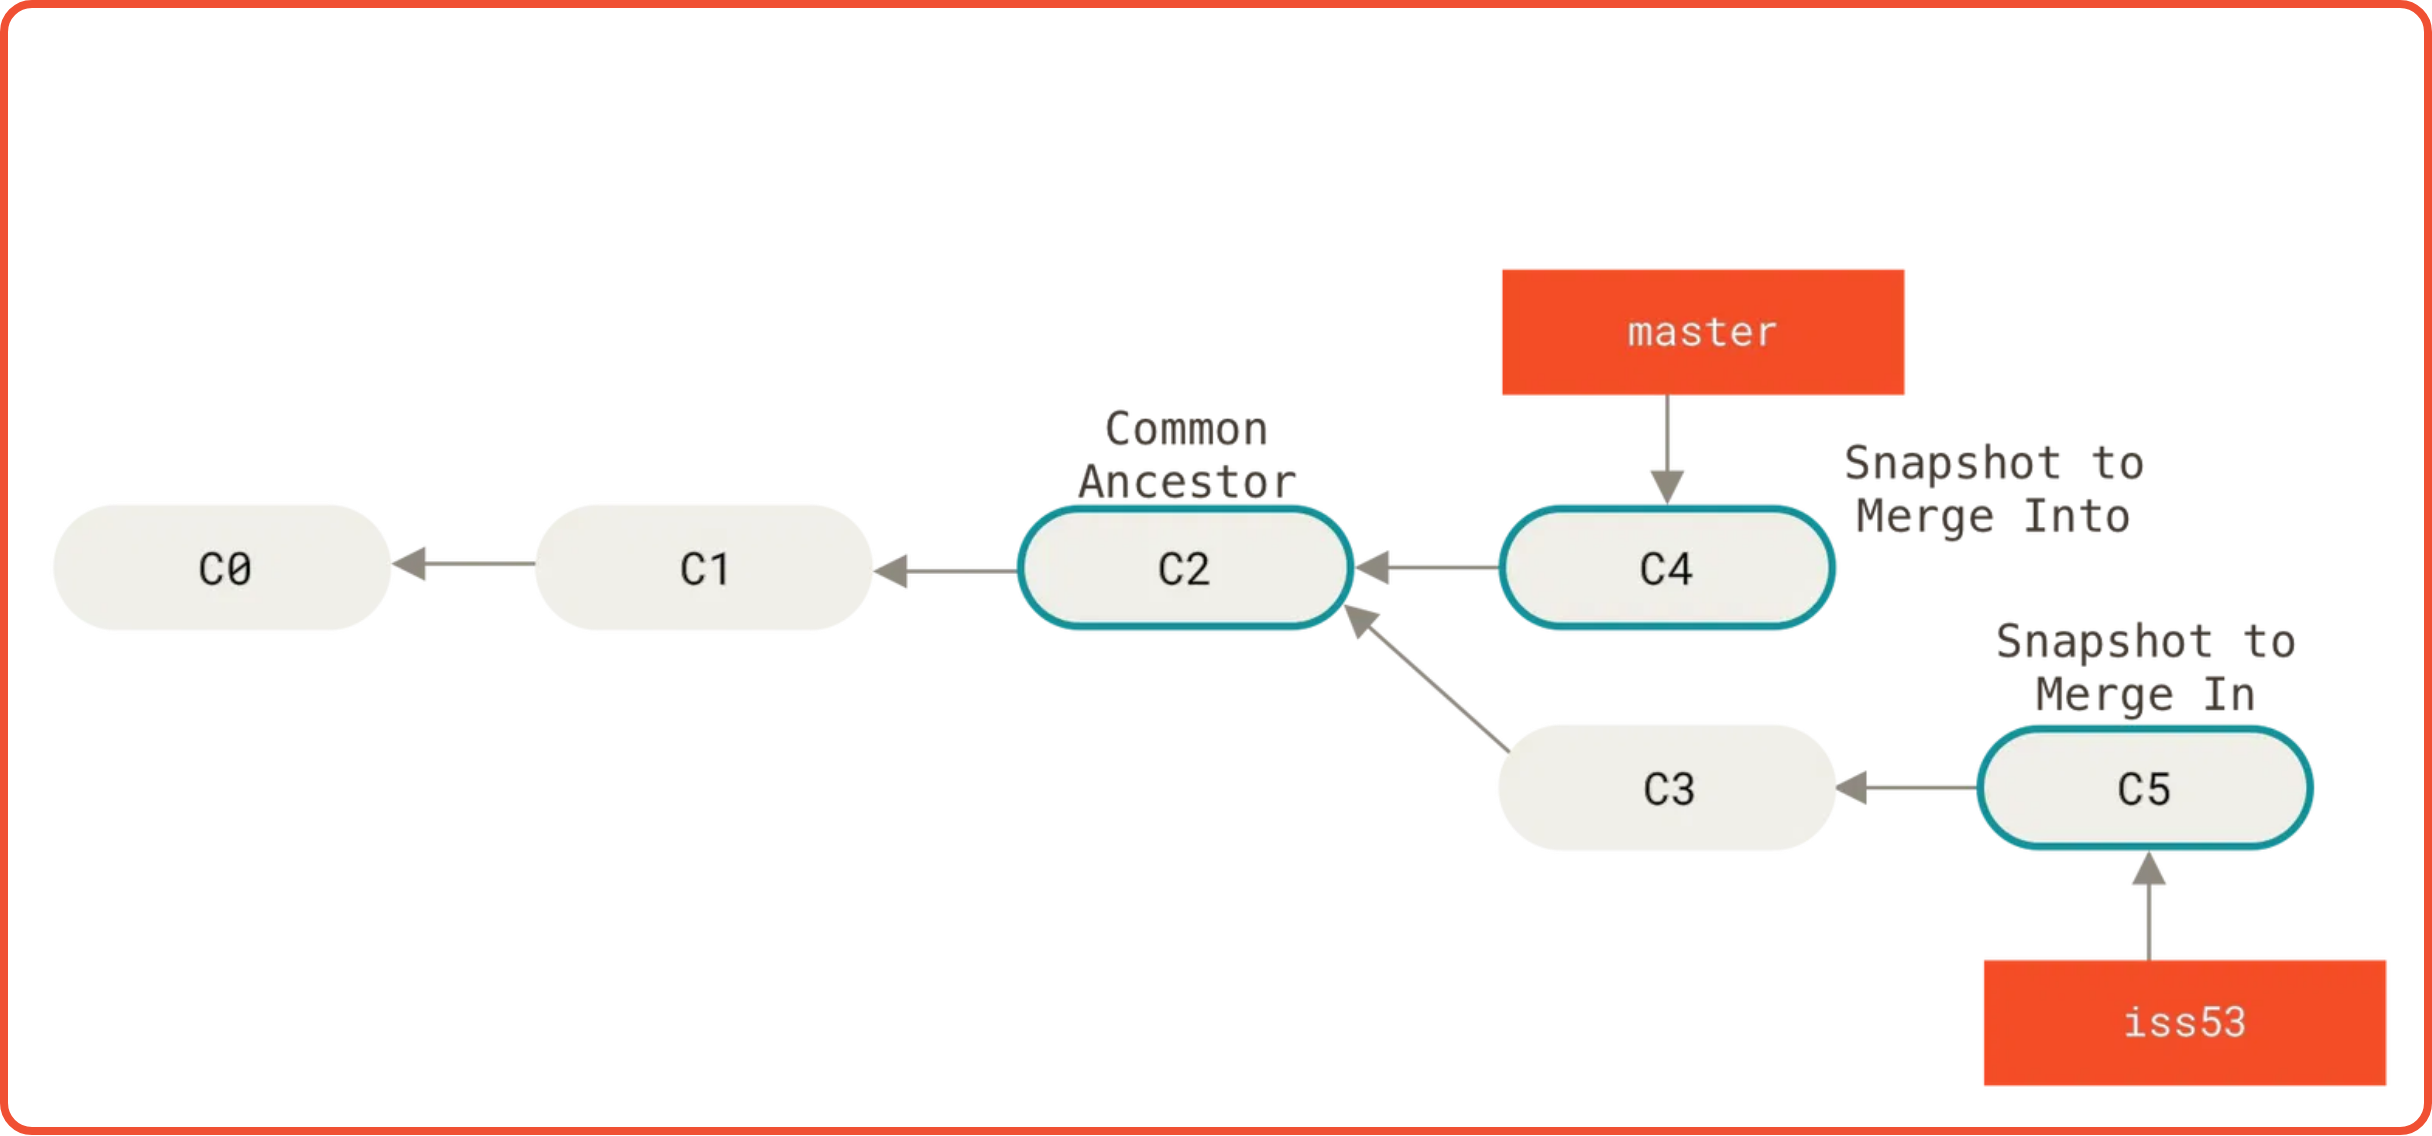 master
Common
Ancestor
Snapshot to
Merge Into
C0
C1
C2
C4
Snapshot to
Merge In
C3
C5
iss53